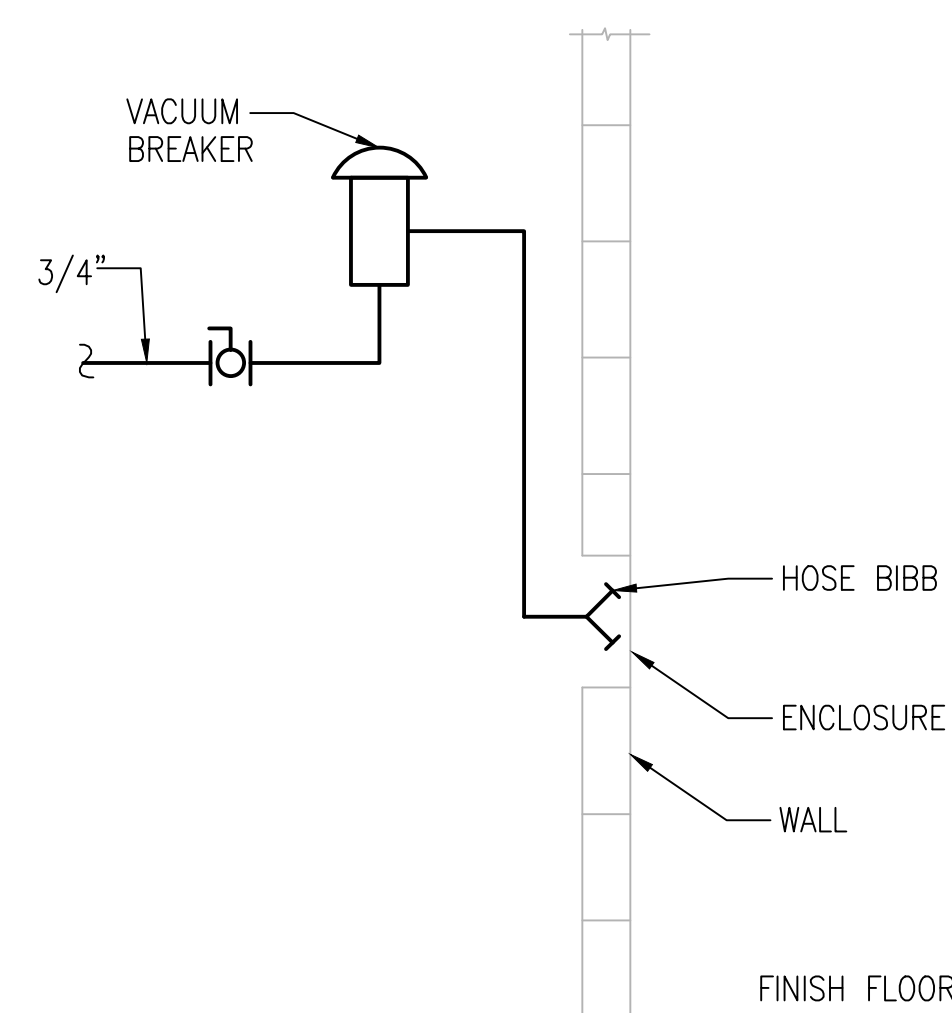 VACUUM
BREAKER
3/4"
HOSE BIBB
ENCLOSURE
WALL
FINISH FLOOR